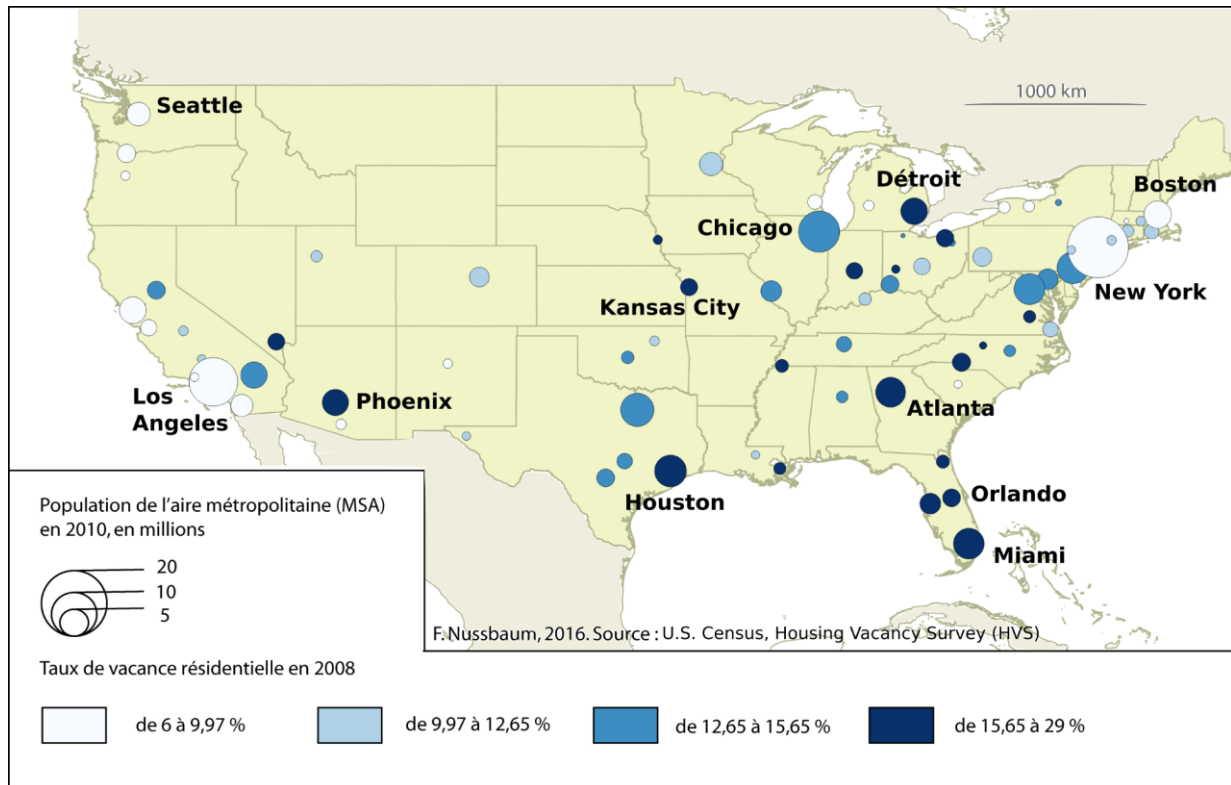 1000 km
Seattle
Détroit
Boston
Chicago
Kansas City
New York
Los
Angeles
Phoenix
Atlanta
Houston
Orlando
Miami
Population de l'aire métropolitaine (MSA)
en 2010, en millions
20
10
5
F. Nussbaum, 2016. Source : U.S. Census, Housing Vacancy Survey (HVS)
Taux de vacance résidentielle en 2008
de 6 à 9,97 %
de 9,97 à 12,65 %
de 12,65 à 15,65 %
de 15,65 à 29 %